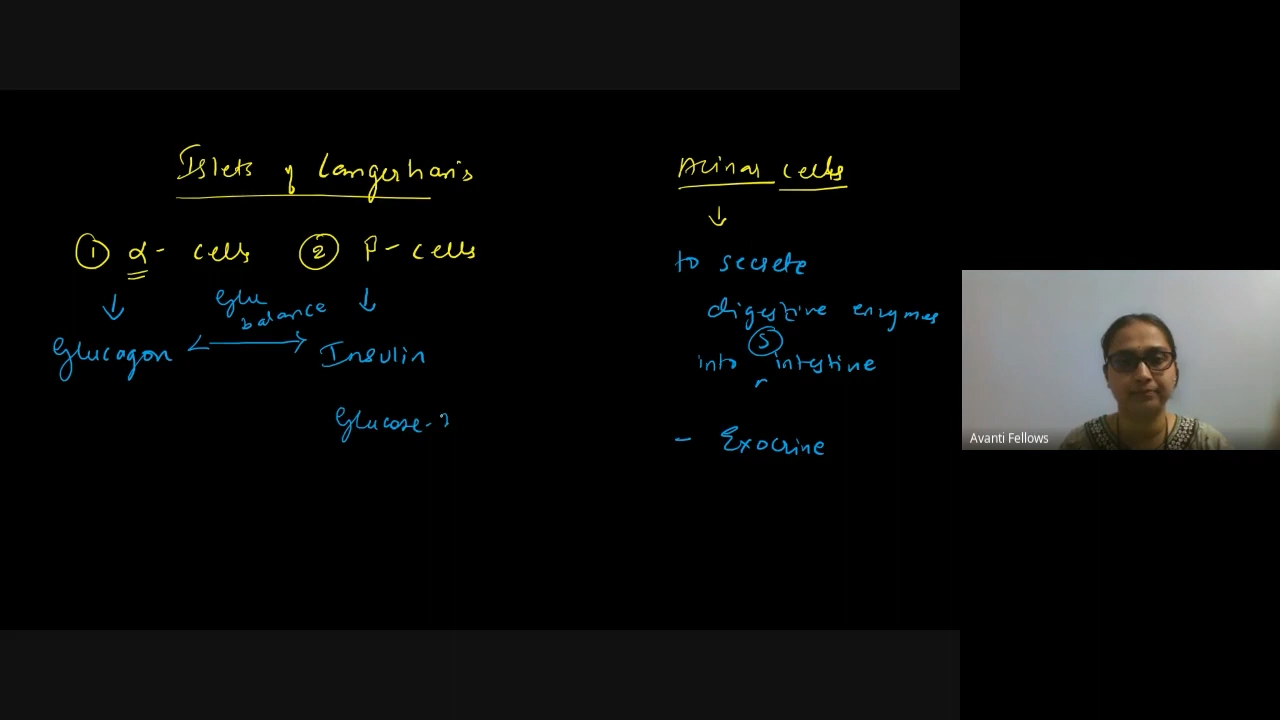 Islets of Langerhans
① α- cells ② β- cells
Glu
balance
Glucagon Insulin
Glucose-
Acinar cells
to secrete
digestive enzymes
into Ⓢ intestine
- Exocrine
Avanti Fellows